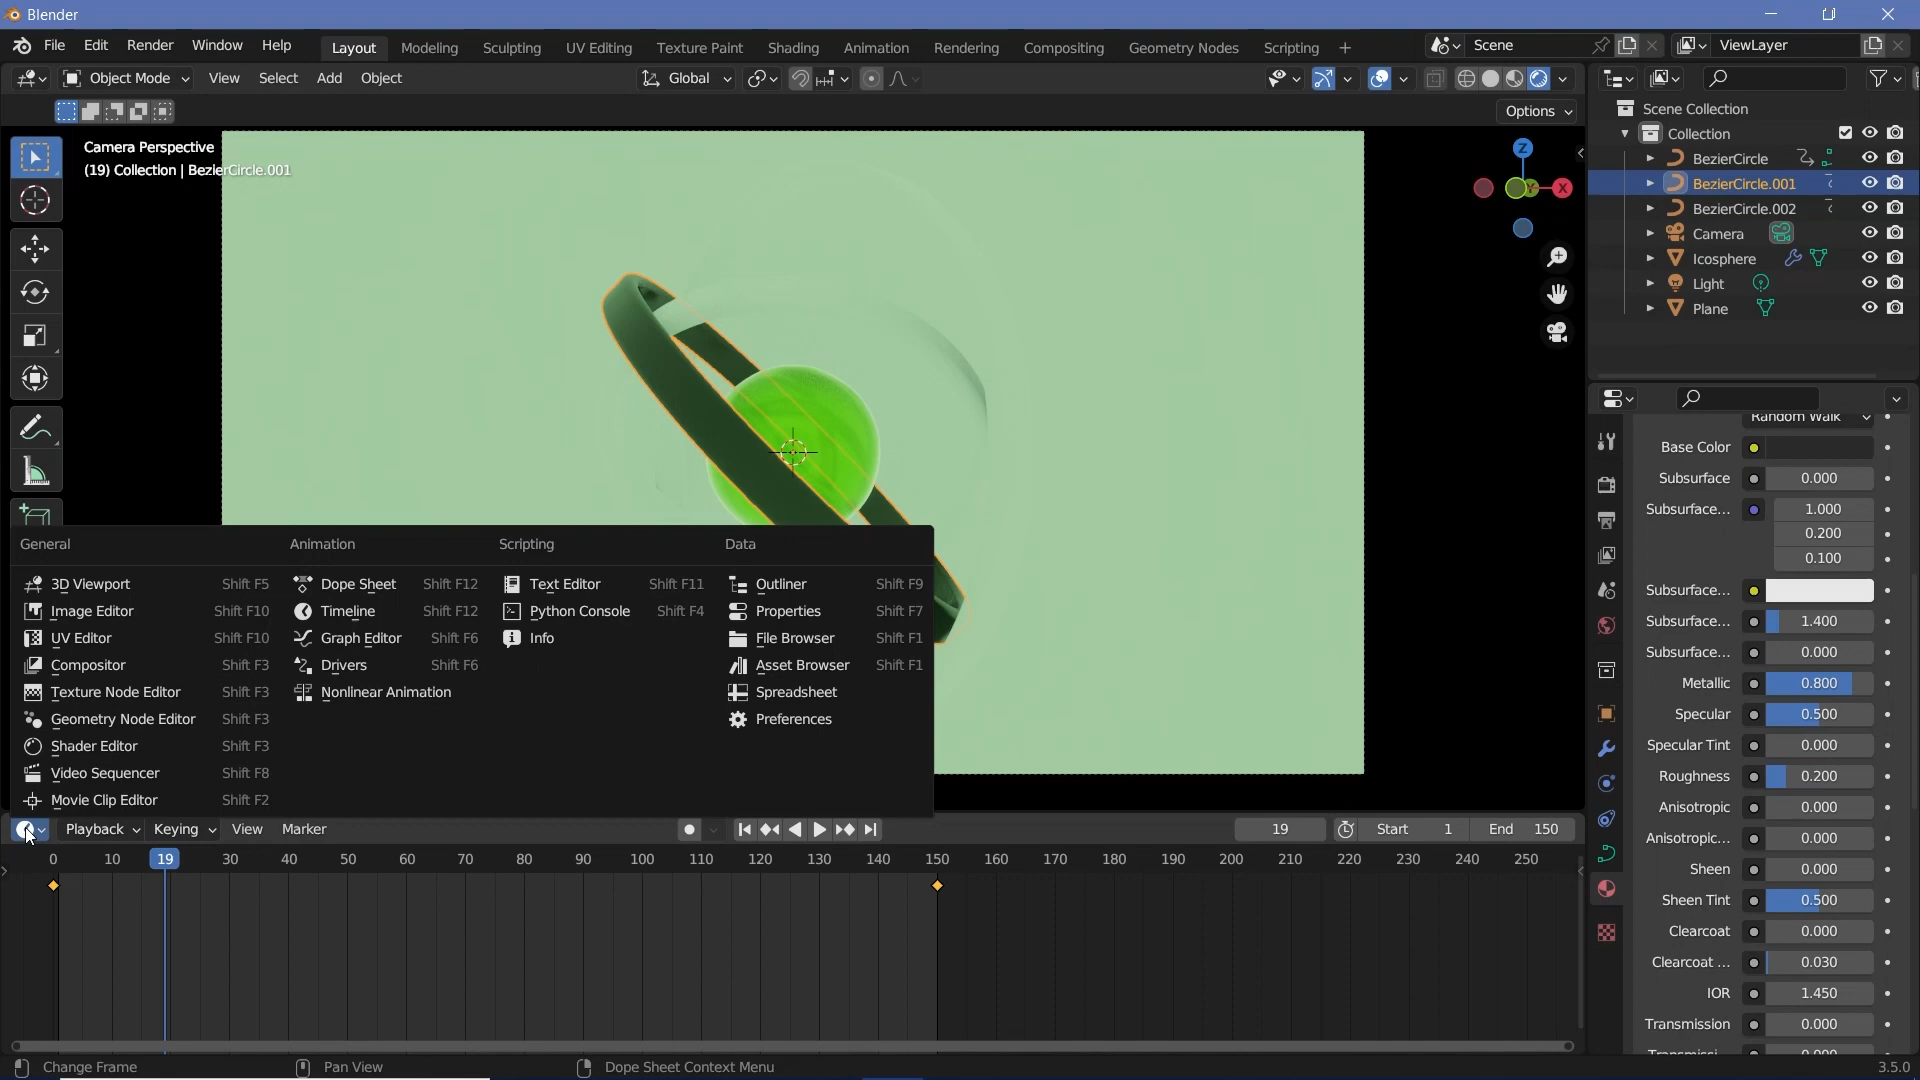 Blender
File Edit Render Window Help
Layout Modeling Sculpting UV Editing Texture Paint Shading Animation Rendering Compositing Geometry Nodes Scripting +
Scene
ViewLayer
Object Mode View Select Add Object
Global
Options
Camera Perspective
(19) Collection | BezierCircle.001
Z
Y
X
Scene Collection
Collection
BezierCircle
BezierCircle.001
BezierCircle.002
Camera
Icosphere
Light
Plane
General
3D Viewport Shift F5
Image Editor Shift F10
UV Editor Shift F10
Compositor Shift F3
Texture Node Editor Shift F3
Geometry Node Editor Shift F3
Shader Editor Shift F3
Video Sequencer Shift F8
Movie Clip Editor Shift F2
Animation
Dope Sheet Shift F12
Timeline Shift F12
Graph Editor Shift F6
Drivers Shift F6
Nonlinear Animation
Scripting
Text Editor Shift F11
Python Console Shift F4
Info
Data
Outliner Shift F9
Properties Shift F7
File Browser Shift F1
Asset Browser Shift F1
Spreadsheet
Preferences
Random Walk
Base Color
Subsurface 0.000
Subsurface... 1.000
0.200
0.100
Subsurface...
Subsurface... 1.400
Subsurface... 0.000
Metallic 0.800
Specular 0.500
Specular Tint 0.000
Roughness 0.200
Anisotropic 0.000
Anisotropic... 0.000
Sheen 0.000
Sheen Tint 0.500
Clearcoat 0.000
Clearcoat ... 0.030
IOR 1.450
Transmission 0.000
Playback Keying View Marker
19 Start 1 End 150
0 10 19 30 40 50 60 70 80 90 100 110 120 130 140 150 160 170 180 190 200 210 220 230 240 250
Change Frame Pan View Dope Sheet Context Menu 3.5.0